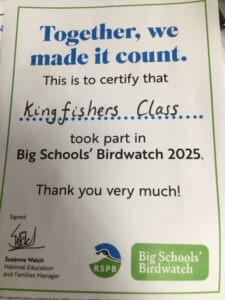 Together, we
made it count.
This is to certify that
Kingfishers Class
took part in
Big Schools' Birdwatch 2025.
Thank you very much!
Signed
Suzanne Welch
National Education
and Families Manager
RSPB
Big Schools'
Birdwatch